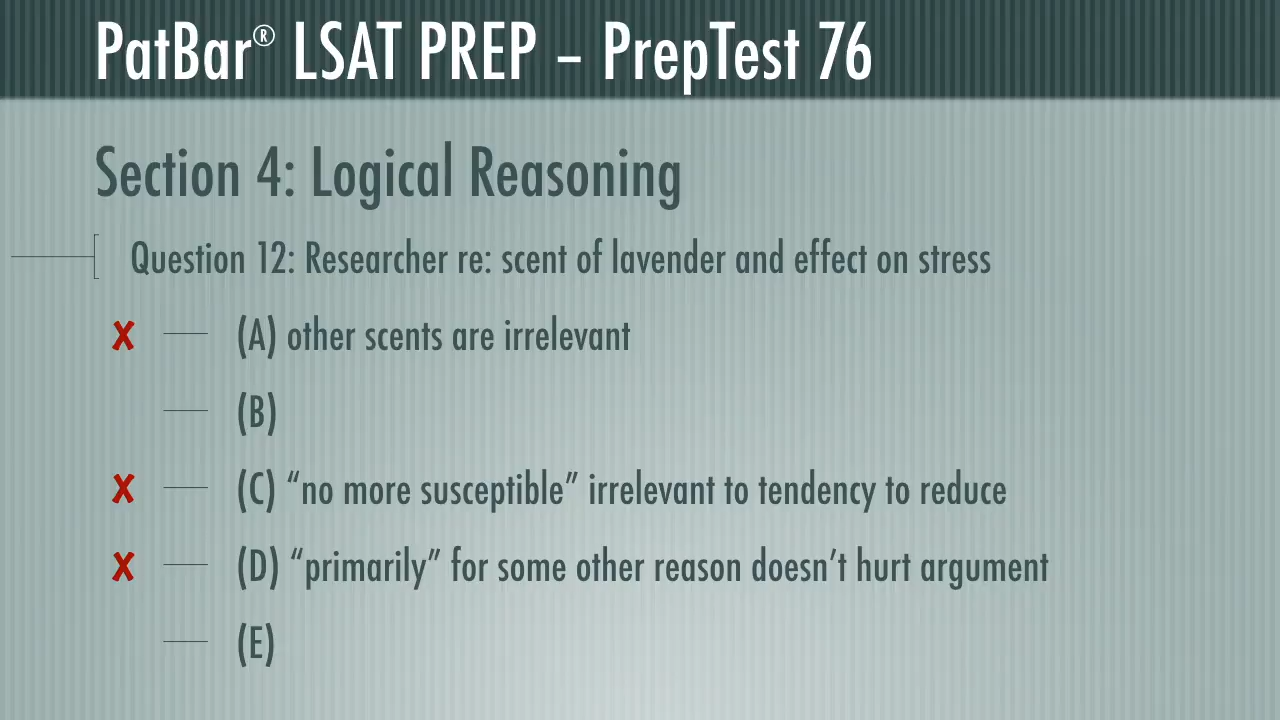 PatBar® LSAT PREP – PrepTest 76
Section 4: Logical Reasoning
Question 12: Researcher re: scent of lavender and effect on stress
✘ (A) other scents are irrelevant
(B)
✘ (C) “no more susceptible” irrelevant to tendency to reduce
✘ (D) “primarily” for some other reason doesn’t hurt argument
(E)